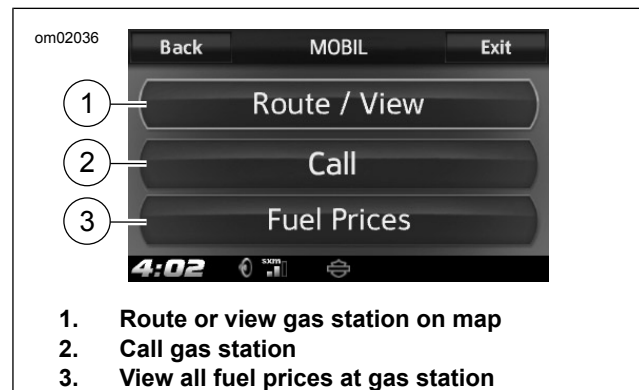 om02036
Back MOBIL Exit
1 Route / View
2 Call
3 Fuel Prices
4:02 sxm
1. Route or view gas station on map
2. Call gas station
3. View all fuel prices at gas station